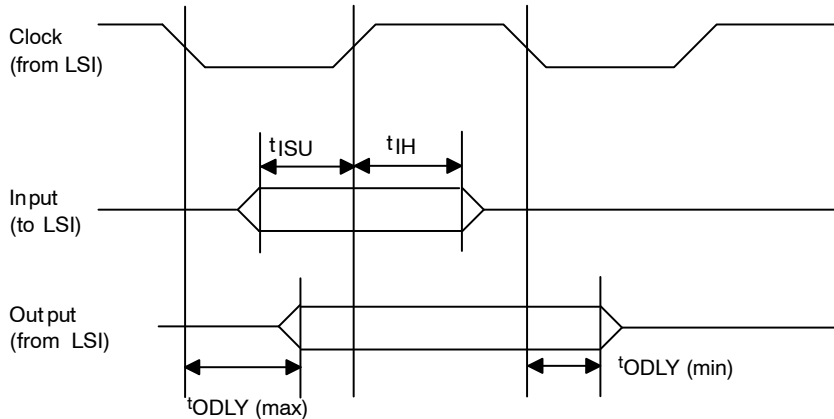 Clock
(from LSI)
tISU
tIH
Input
(to LSI)
Output
(from LSI)
tODLY (max)
tODLY (min)